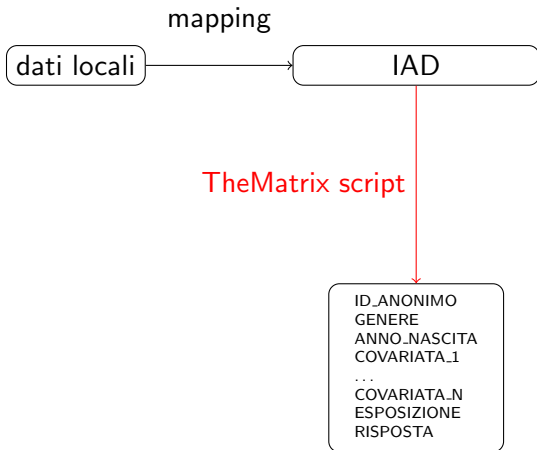 mapping
dati locali
IAD
TheMatrix script
ID_ANONIMO
GENERE
ANNO_NASCITA
COVARIATA_1
...
COVARIATA_N
ESPOSIZIONE
RISPOSTA